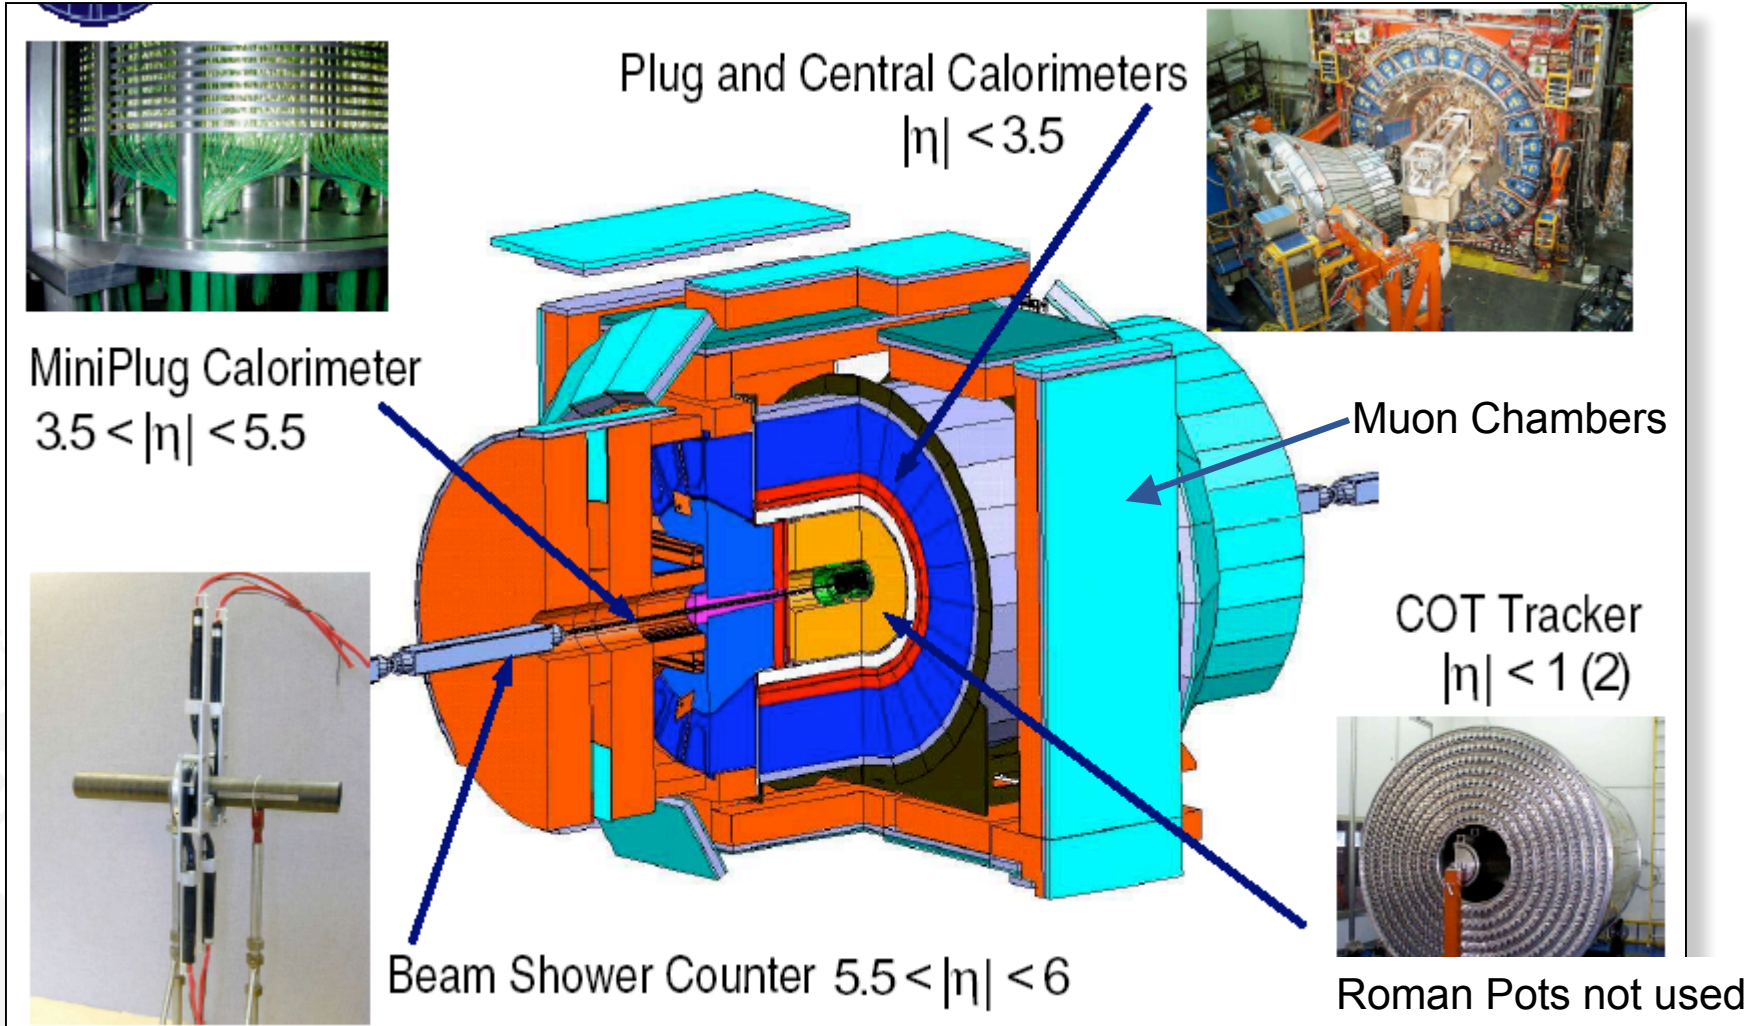 Plug and Central Calorimeters
|η| < 3.5
MiniPlug Calorimeter
3.5 < |η| < 5.5
Muon Chambers
COT Tracker
|η| < 1 (2)
Beam Shower Counter 5.5 < |η| < 6
Roman Pots not used